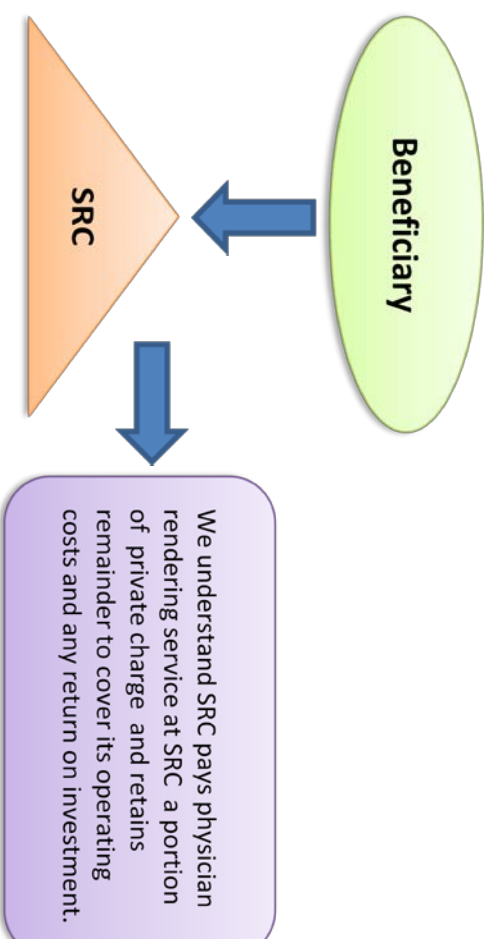 Beneficiary
SRC
We understand SRC pays physician
rendering service at SRC a portion
of private charge and retains
remainder to cover its operating
costs and any return on investment.